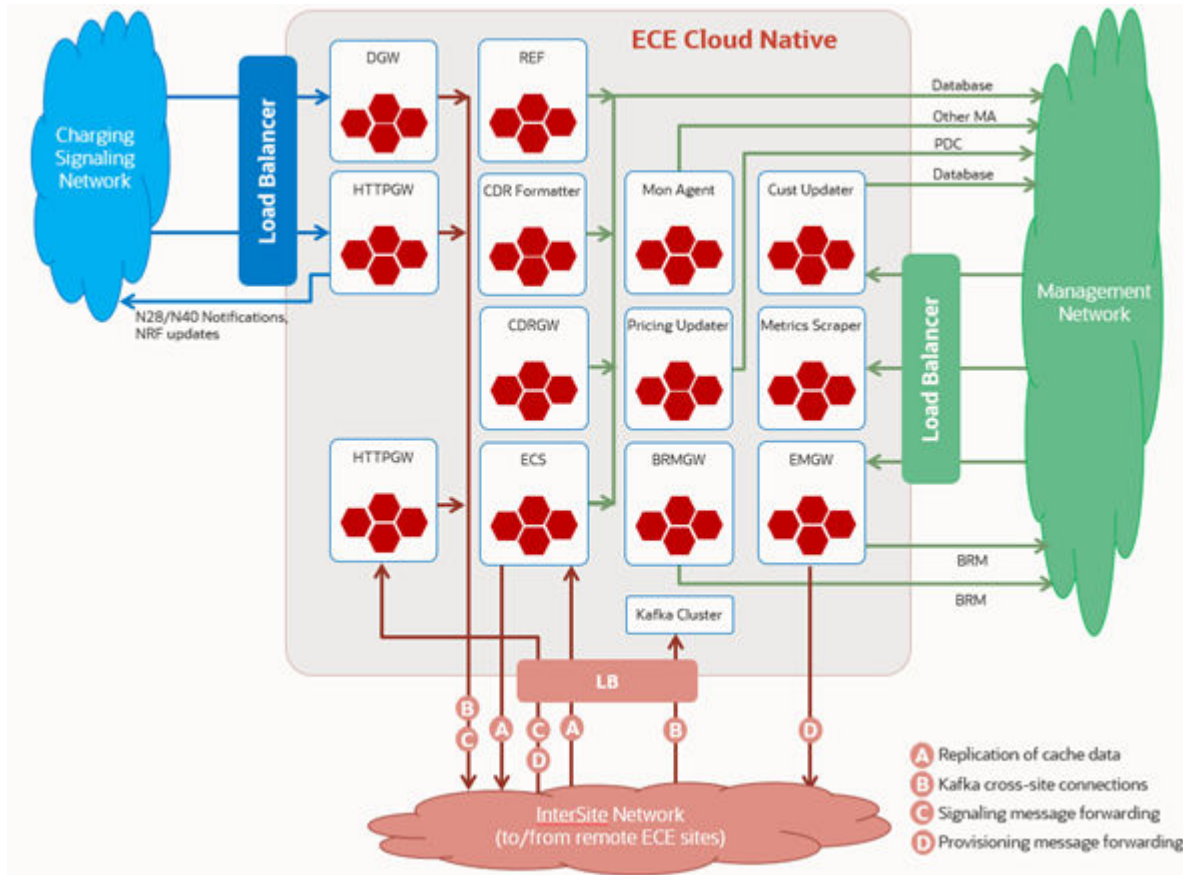 ECE Cloud Native
DGW
REF
Database
Other MA
PDC
Database
Charging
Signaling
Network
Load Balancer
HTTPGW
CDR Formatter
Mon Agent
Cust Updater
N28/N40 Notifications,
NRF updates
CDRGW
Pricing Updater
Metrics Scraper
Load Balancer
Management
Network
HTTPGW
ECS
BRMGW
EMGW
BRM
BRM
Kafka Cluster
LB
B
C
A
C
D
A
B
D
InterSite Network
(to/from remote ECE sites)
A Replication of cache data
B Kafka cross-site connections
C Signaling message forwarding
D Provisioning message forwarding